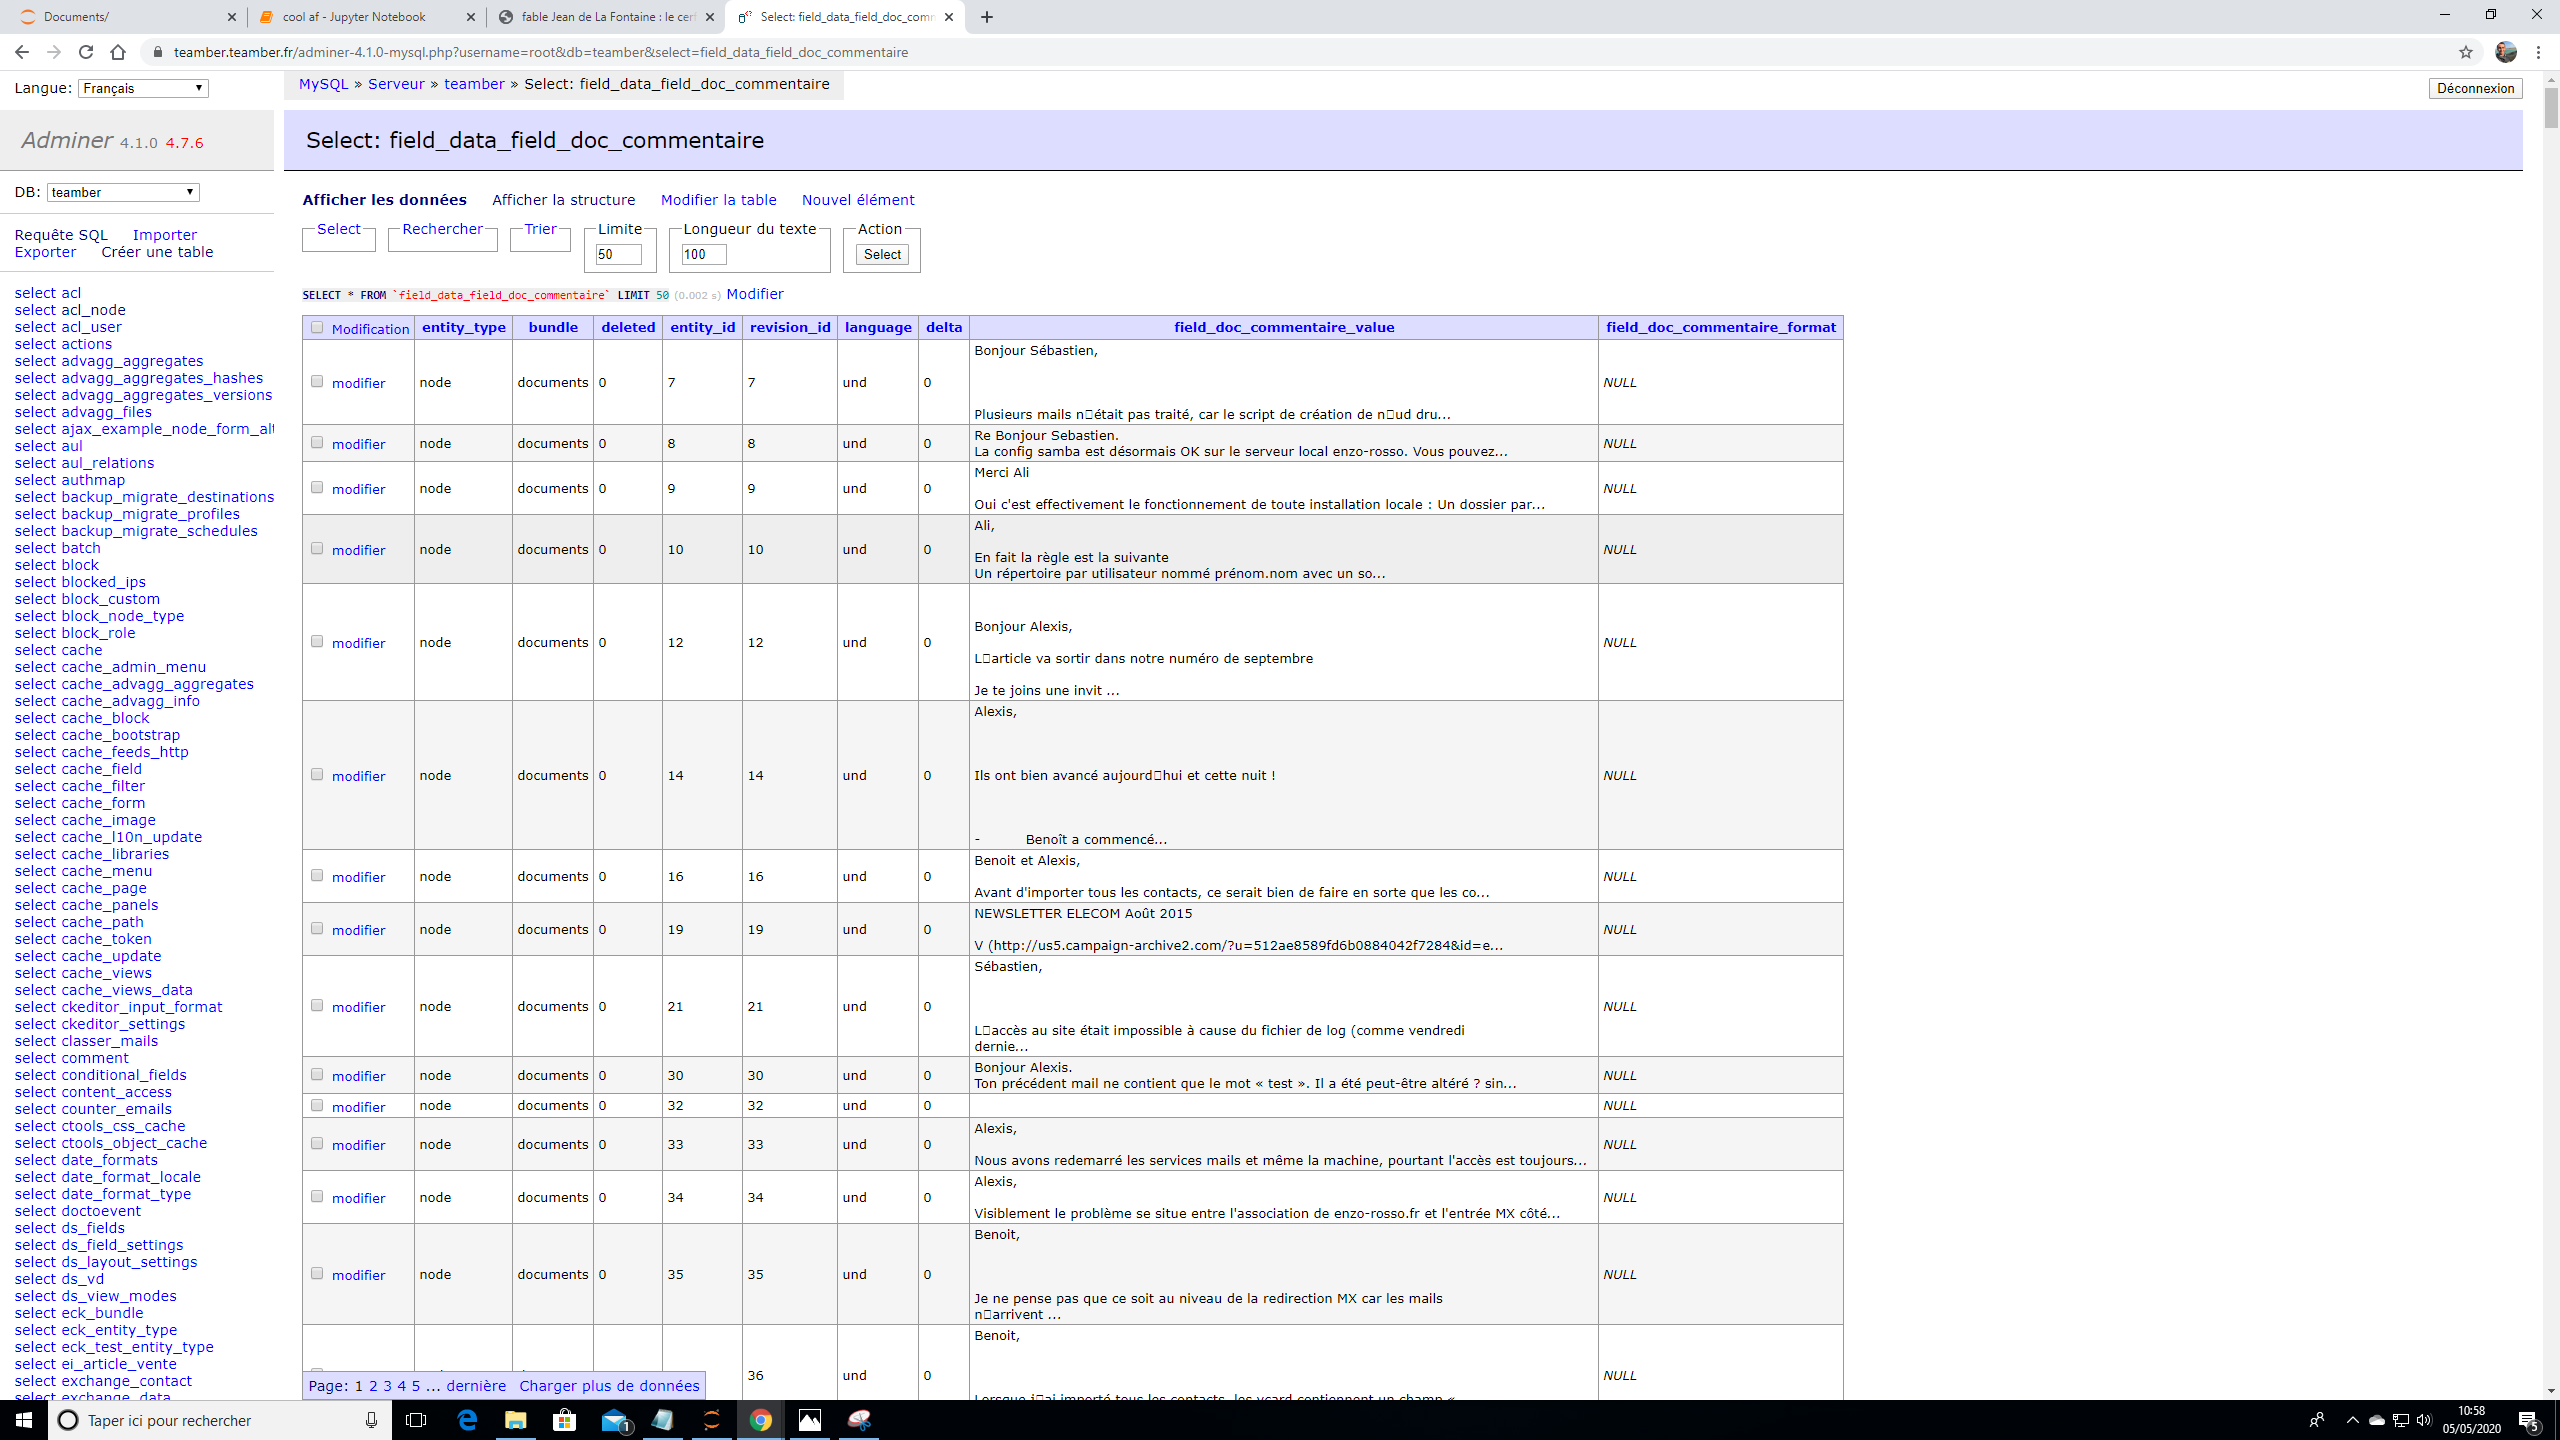 Documents/
cool af - Jupyter Notebook
fable Jean de La Fontaine : le cer
Select: field_data_field_doc_comm
teamber.teamber.fr/adminer-4.1.0-mysql.php?username=root&db=teamber&select=field_data_field_doc_commentaire
Langue: Français
MySQL » Serveur » teamber » Select: field_data_field_doc_commentaire
Déconnexion
Adminer 4.1.0 4.7.6
Select: field_data_field_doc_commentaire
DB: teamber
Requête SQL Importer
Exporter Créer une table
select acl
select acl_node
select acl_user
select actions
select advagg_aggregates
select advagg_aggregates_hashes
select advagg_aggregates_versions
select advagg_files
select ajax_example_node_form_alt
select aul
select aul_relations
select authmap
select backup_migrate_destinations
select backup_migrate_profiles
select backup_migrate_schedules
select batch
select block
select blocked_ips
select block_custom
select block_node_type
select block_role
select cache
select cache_admin_menu
select cache_advagg_aggregates
select cache_advagg_info
select cache_block
select cache_bootstrap
select cache_feeds_http
select cache_field
select cache_filter
select cache_form
select cache_image
select cache_l10n_update
select cache_libraries
select cache_menu
select cache_page
select cache_panels
select cache_path
select cache_token
select cache_update
select cache_views
select cache_views_data
select ckeditor_input_format
select ckeditor_settings
select classer_mails
select comment
select conditional_fields
select content_access
select counter_emails
select ctools_css_cache
select ctools_object_cache
select date_formats
select date_format_locale
select date_format_type
select doctoevent
select ds_fields
select ds_field_settings
select ds_layout_settings
select ds_vd
select ds_view_modes
select eck_bundle
select eck_entity_type
select eck_test_entity_type
select ei_article_vente
select exchange_contact
select exchange_data
Afficher les données Afficher la structure Modifier la table Nouvel élément
Select Rechercher Trier Limite Longueur du texte Action
50 100 Select
SELECT * FROM `field_data_field_doc_commentaire` LIMIT 50 (0.002 s) Modifier
Modification entity_type bundle deleted entity_id revision_id language delta field_doc_commentaire_value field_doc_commentaire_format
Bonjour Sébastien,
modifier node documents 0 7 7 und 0 NULL
Plusieurs mails n□était pas traité, car le script de création de n□ud dru...
Re Bonjour Sebastien.
modifier node documents 0 8 8 und 0 NULL
La config samba est désormais OK sur le serveur local enzo-rosso. Vous pouvez...
Merci Ali
modifier node documents 0 9 9 und 0 NULL
Oui c'est effectivement le fonctionnement de toute installation locale : Un dossier par...
Ali,
modifier node documents 0 10 10 und 0 NULL
En fait la règle est la suivante
Un répertoire par utilisateur nommé prénom.nom avec un so...
Bonjour Alexis,
modifier node documents 0 12 12 und 0 NULL
L□article va sortir dans notre numéro de septembre
Je te joins une invit ...
Alexis,
modifier node documents 0 14 14 und 0 Ils ont bien avancé aujourd□hui et cette nuit ! NULL
- Benoît a commencé...
Benoit et Alexis,
modifier node documents 0 16 16 und 0 NULL
Avant d'importer tous les contacts, ce serait bien de faire en sorte que les co...
NEWSLETTER ELECOM Août 2015
modifier node documents 0 19 19 und 0 NULL
V (http://us5.campaign-archive2.com/?u=512ae8589fd6b0884042f7284&id=e...
Sébastien,
modifier node documents 0 21 21 und 0 NULL
L□accès au site était impossible à cause du fichier de log (comme vendredi
dernie...
Bonjour Alexis.
modifier node documents 0 30 30 und 0 NULL
Ton précédent mail ne contient que le mot « test ». Il a été peut-être altéré ? sin...
modifier node documents 0 32 32 und 0 NULL
Alexis,
modifier node documents 0 33 33 und 0 NULL
Nous avons redemarré les services mails et même la machine, pourtant l'accès est toujours...
Alexis,
modifier node documents 0 34 34 und 0 NULL
Visiblement le problème se situe entre l'association de enzo-rosso.fr et l'entrée MX côté...
Benoit,
modifier node documents 0 35 35 und 0 NULL
Je ne pense pas que ce soit au niveau de la redirection MX car les mails
n□arrivent ...
Benoit,
36 und 0 NULL
Lorsque j□ai importé tous les contacts, les vcard contiennent un champ «
Page: 1 2 3 4 5 ... dernière Charger plus de données
Taper ici pour rechercher
1
10:58
05/05/2020
5